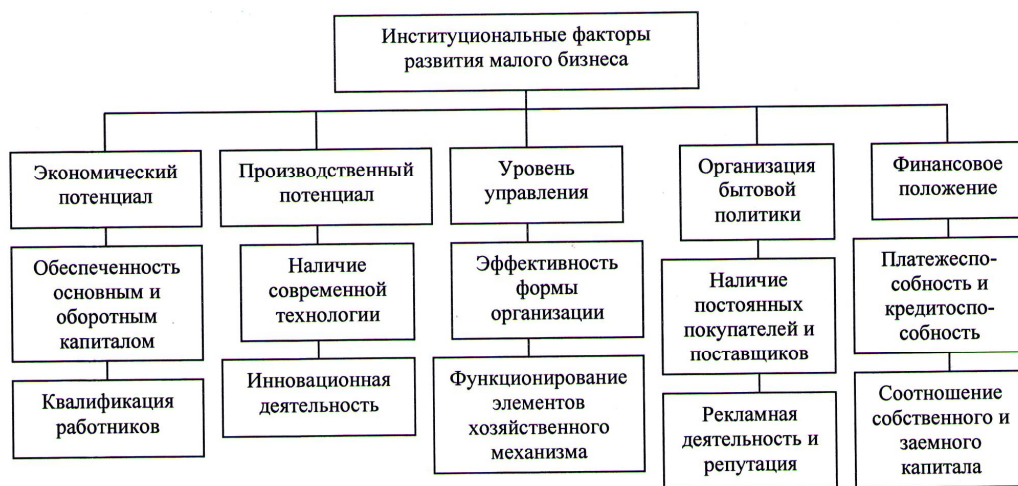 Институциональные факторы
развития малого бизнеса
Экономический
потенциал
Обеспеченность
основным и
оборотным
капиталом
Квалификация
работников
Производственный
потенциал
Наличие
современной
технологии
Инновационная
деятельность
Уровень
управления
Эффективность
формы
организации
Функционирование
элементов
хозяйственного
механизма
Организация
бытовой
политики
Наличие
постоянных
покупателей и
поставщиков
Рекламная
деятельность и
репутация
Финансовое
положение
Платежеспо-
собность и
кредитоспо-
собность
Соотношение
собственного и
заемного
капитала